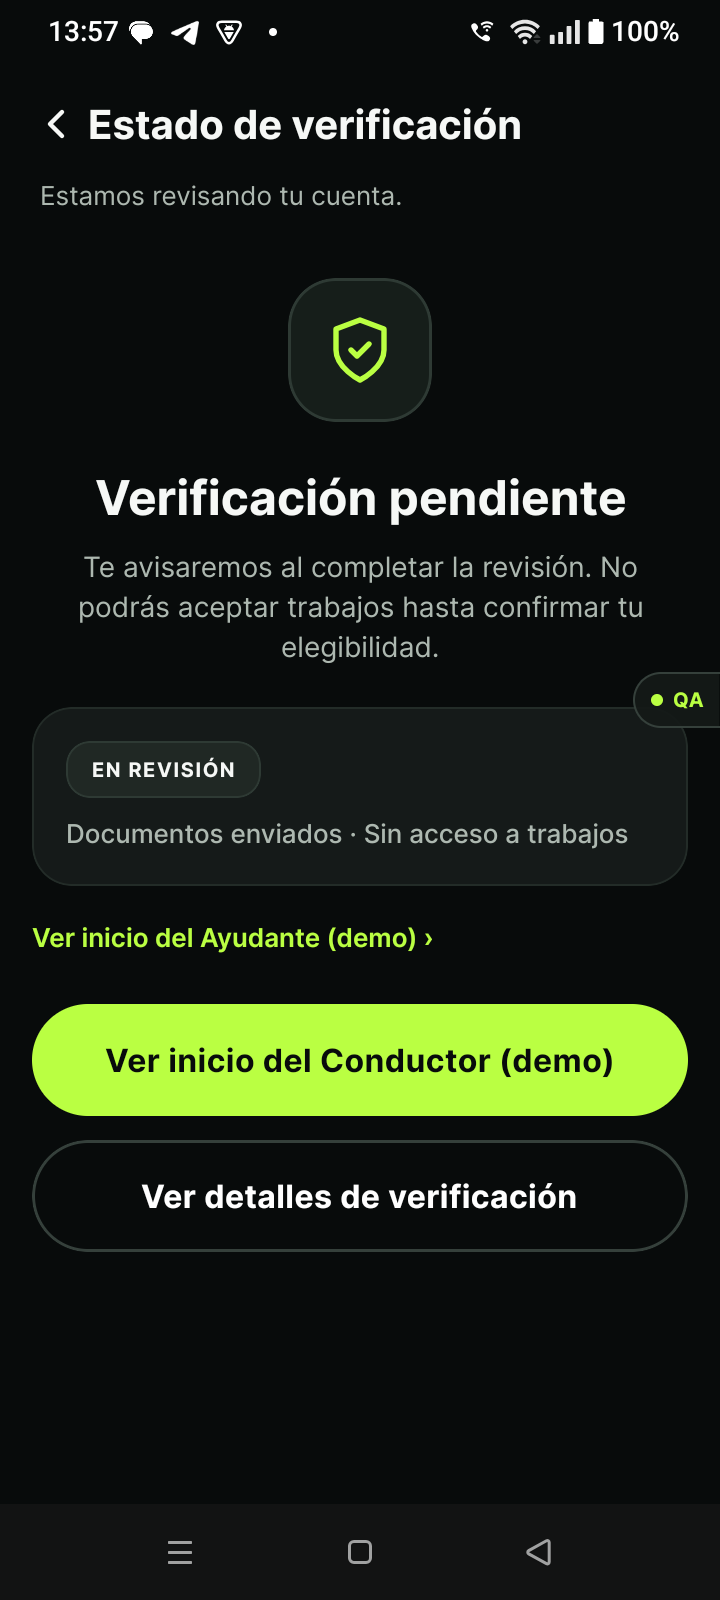 13:57
100%
Estado de verificación
Estamos revisando tu cuenta.
Verificación pendiente
Te avisaremos al completar la revisión. No
podrás aceptar trabajos hasta confirmar tu
elegibilidad.
QA
EN REVISIÓN
Documentos enviados · Sin acceso a trabajos
Ver inicio del Ayudante (demo) ›
Ver inicio del Conductor (demo)
Ver detalles de verificación